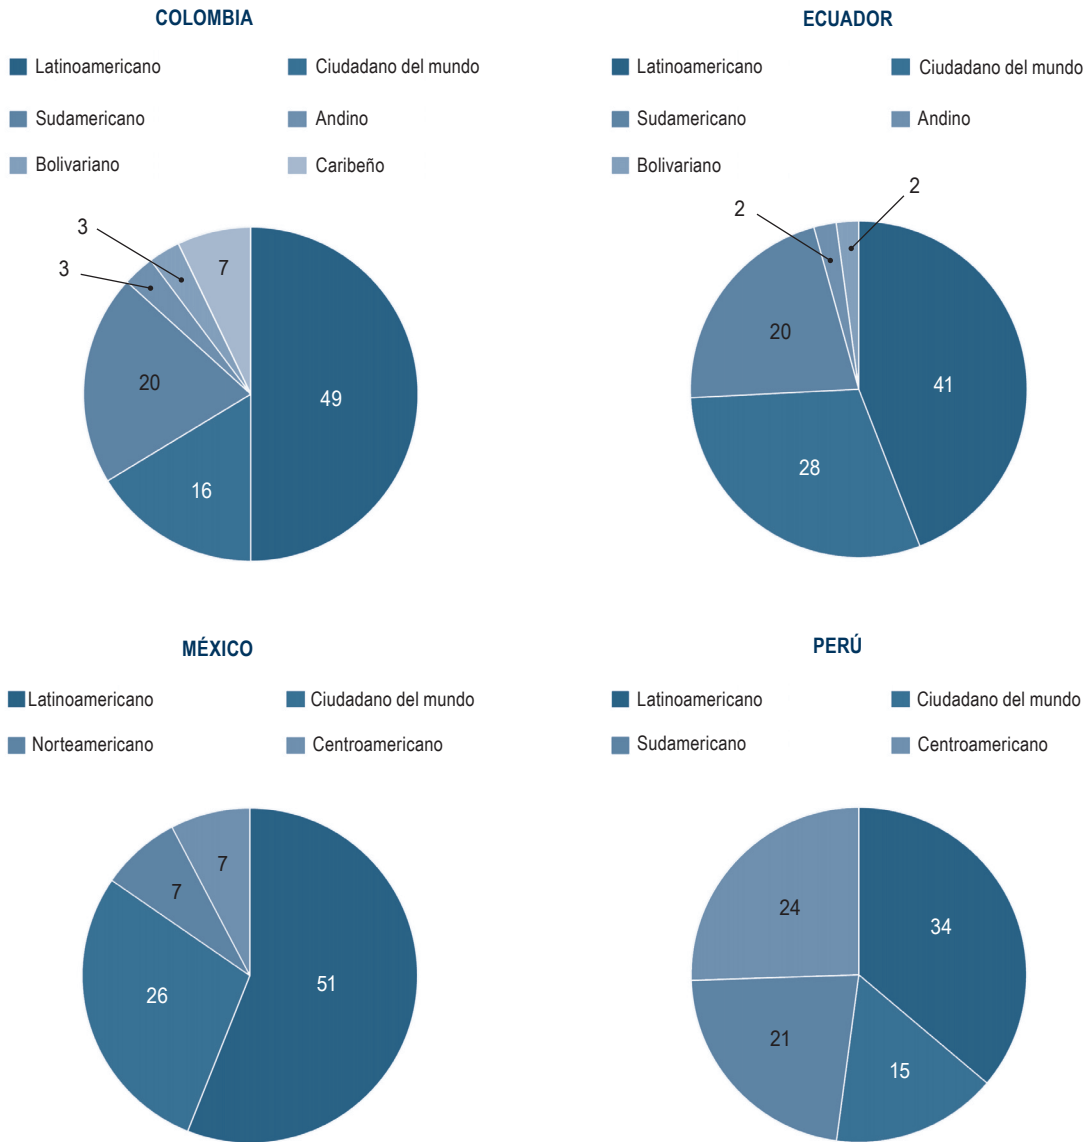 COLOMBIA
Latinoamericano
Ciudadano del mundo
Sudamericano
Andino
Bolivariano
Caribeño
3
3
7
20
49
16
ECUADOR
Latinoamericano
Ciudadano del mundo
Sudamericano
Andino
Bolivariano
2
2
20
41
28
MÉXICO
Latinoamericano
Ciudadano del mundo
Norteamericano
Centroamericano
7
7
26
51
PERÚ
Latinoamericano
Ciudadano del mundo
Sudamericano
Centroamericano
24
34
21
15